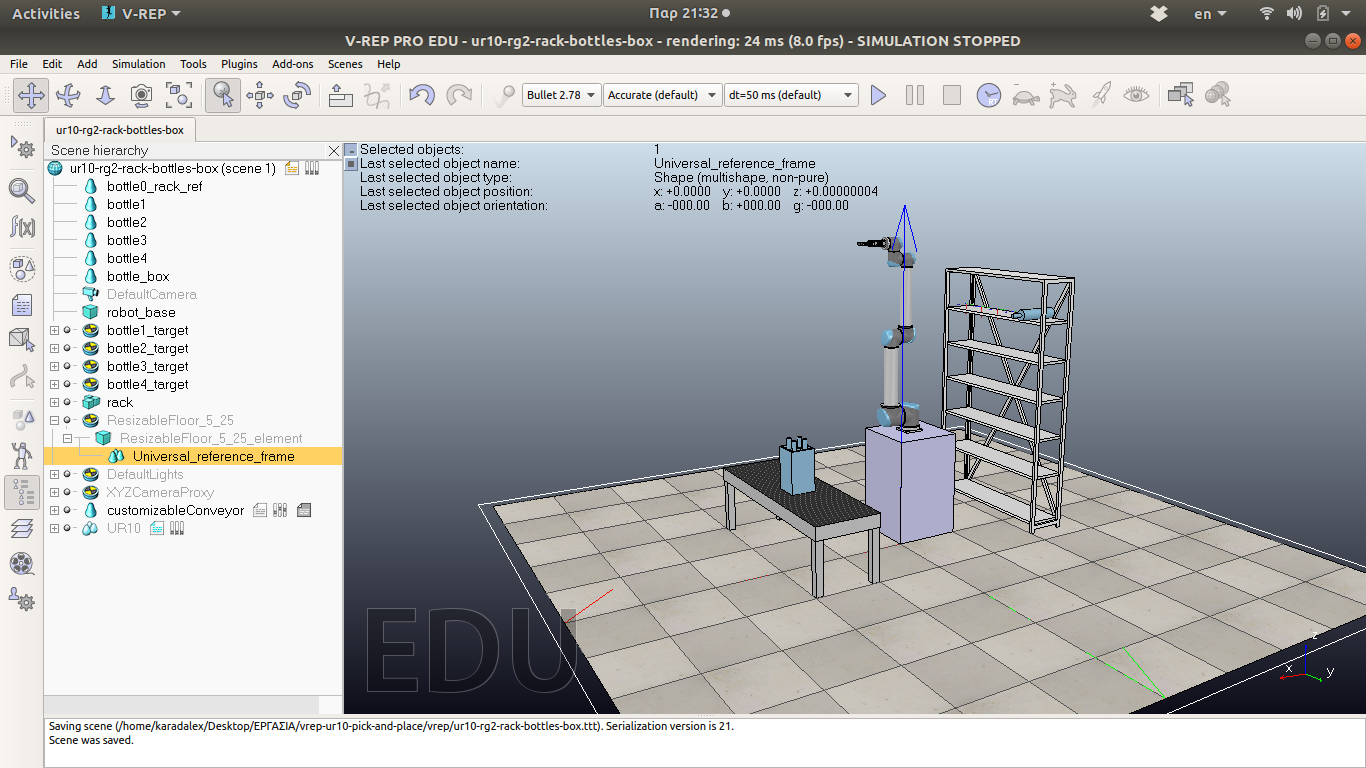 Activities V-REP Παρ 21:32 en
V-REP PRO EDU - ur10-rg2-rack-bottles-box - rendering: 24 ms (8.0 fps) - SIMULATION STOPPED
File Edit Add Simulation Tools Plugins Add-ons Scenes Help
Bullet 2.78 Accurate (default) dt=50 ms (default) RT
ur10-rg2-rack-bottles-box
Scene hierarchy
ur10-rg2-rack-bottles-box (scene 1)
bottle0_rack_ref
bottle1
bottle2
bottle3
bottle4
bottle_box
DefaultCamera
robot_base
bottle1_target
bottle2_target
bottle3_target
bottle4_target
rack
ResizableFloor_5_25
ResizableFloor_5_25_element
Universal_reference_frame
DefaultLights
XYZCameraProxy
customizableConveyor
UR10
f(x)
Selected objects: 1
Last selected object name: Universal_reference_frame
Last selected object type: Shape (multishape, non-pure)
Last selected object position: x: +0.0000 y: +0.0000 z: +0.00000004
Last selected object orientation: a: -000.00 b: +000.00 g: -000.00
EDU
z
x
y
Saving scene (/home/karadalex/Desktop/ΕΡΓΑΣΙΑ/vrep-ur10-pick-and-place/vrep/ur10-rg2-rack-bottles-box.ttt). Serialization version is 21.
Scene was saved.